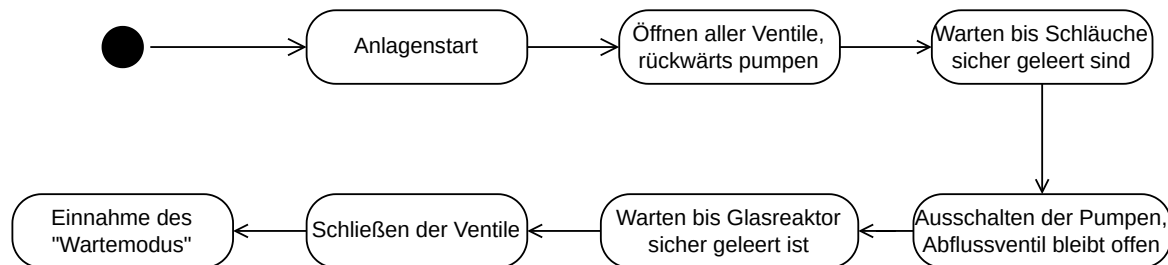 Anlagenstart
Öffnen aller Ventile,
rückwärts pumpen
Warten bis Schläuche
sicher geleert sind
Ausschalten der Pumpen,
Abflussventil bleibt offen
Warten bis Glasreaktor
sicher geleert ist
Schließen der Ventile
Einnahme des
"Wartemodus"